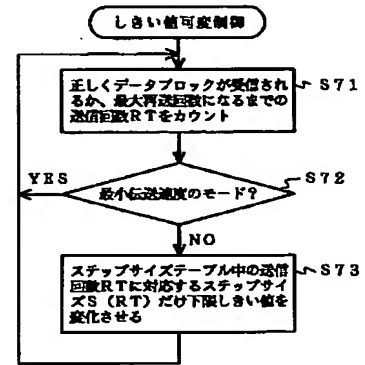 しきい値可変制御
正しくデータブロックが受信され
るか、最大再送回数になるまでの
送信回数RTをカウント
S71
最小伝送速度のモード?
S72
YES
NO
ステップサイズテーブル中の送信
回数RTに対応するステップサイ
ズS(RT)だけ下限しきい値を
変化させる
S73